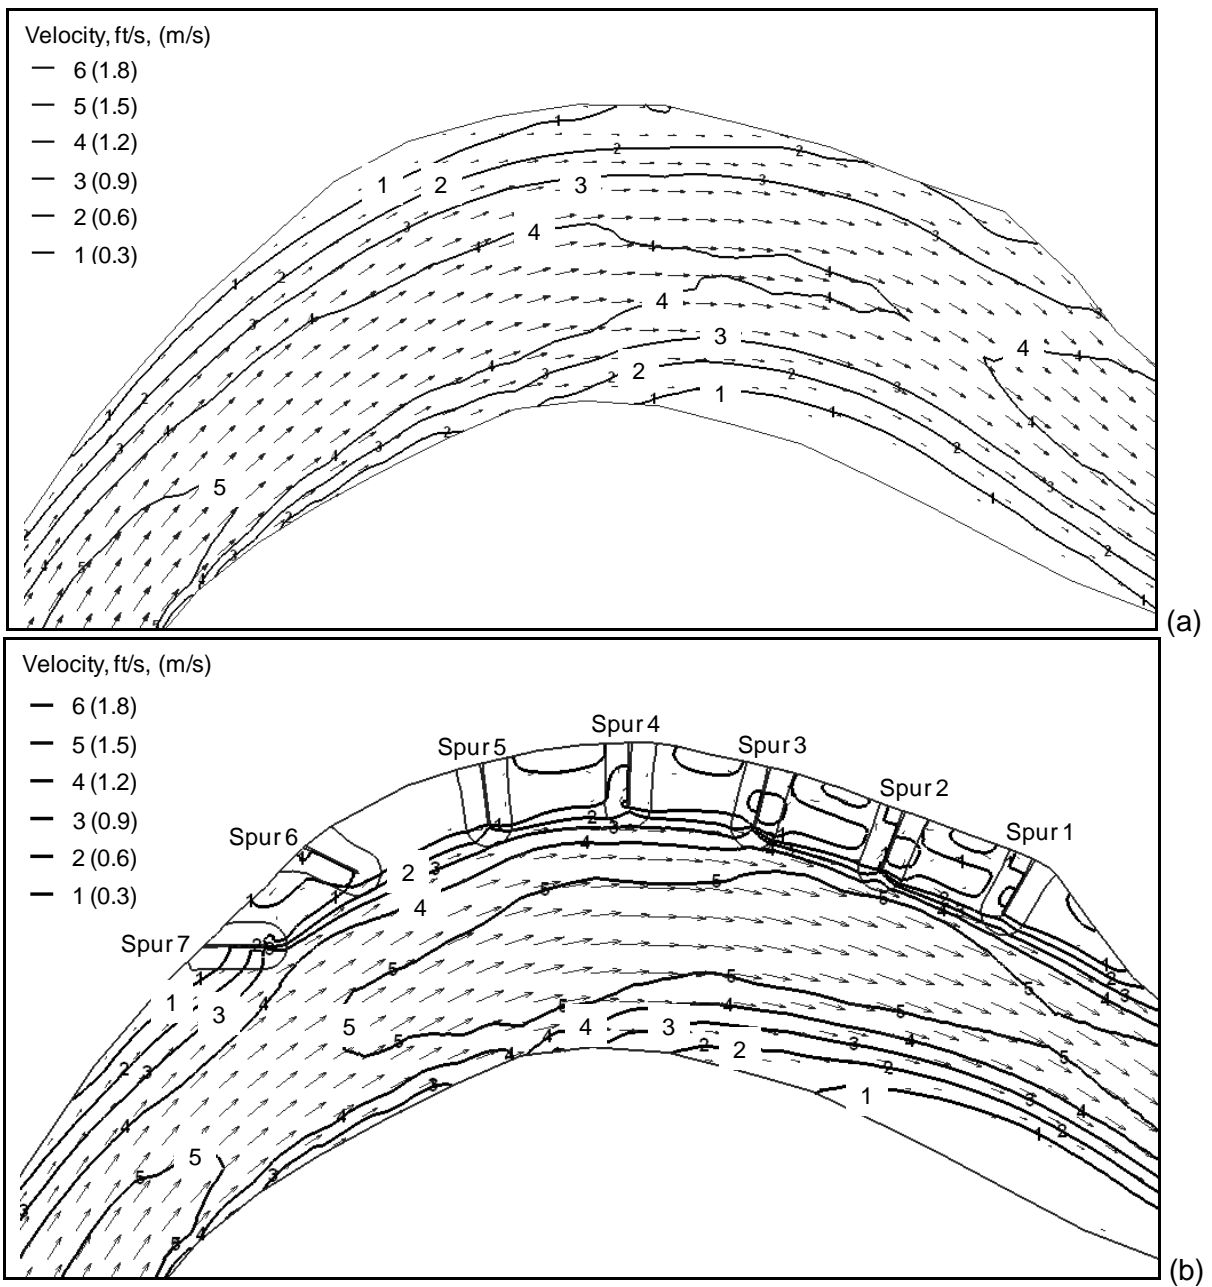 Velocity, ft/s, (m/s)
6 (1.8)
5 (1.5)
4 (1.2)
3 (0.9)
2 (0.6)
1 (0.3)
1 2 3
4
4
3
2
1
4
5
(a)
Velocity, ft/s, (m/s)
6 (1.8)
5 (1.5)
4 (1.2)
3 (0.9)
2 (0.6)
1 (0.3)
Spur 4
Spur 5
Spur 3
Spur 2
Spur 6
Spur 1
Spur 7
2
4
1
3
5
4
3
2
1
5
(b)